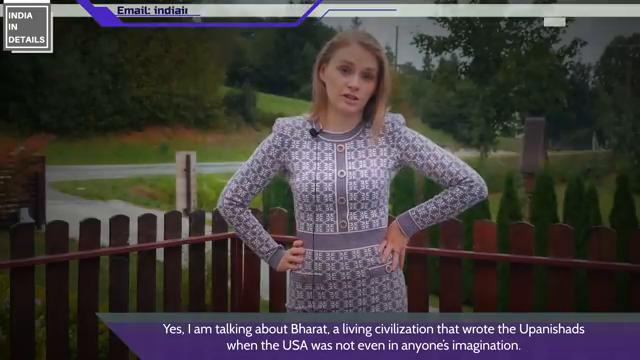 INDIA
IN
DETAILS
Email: indiair
Yes, I am talking about Bharat, a living civilization that wrote the Upanishads
when the USA was not even in anyone's imagination.